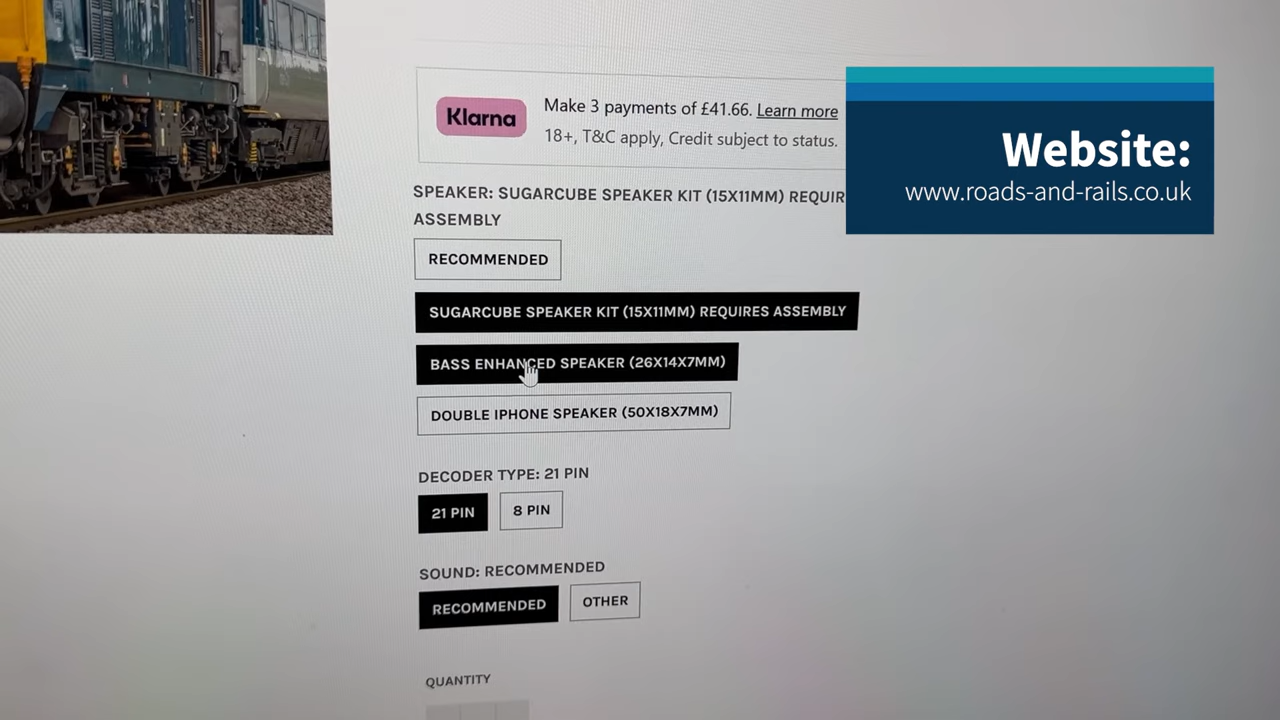 Klarna
Make 3 payments of £41.66. Learn more
18+, T&C apply, Credit subject to status.
Website:
www.roads-and-rails.co.uk
SPEAKER: SUGARCUBE SPEAKER KIT (15X11MM) REQUIR
ASSEMBLY
RECOMMENDED
SUGARCUBE SPEAKER KIT (15X11MM) REQUIRES ASSEMBLY
BASS ENHANCED SPEAKER (26X14X7MM)
DOUBLE IPHONE SPEAKER (50X18X7MM)
DECODER TYPE: 21 PIN
21 PIN
8 PIN
SOUND: RECOMMENDED
RECOMMENDED
OTHER
QUANTITY